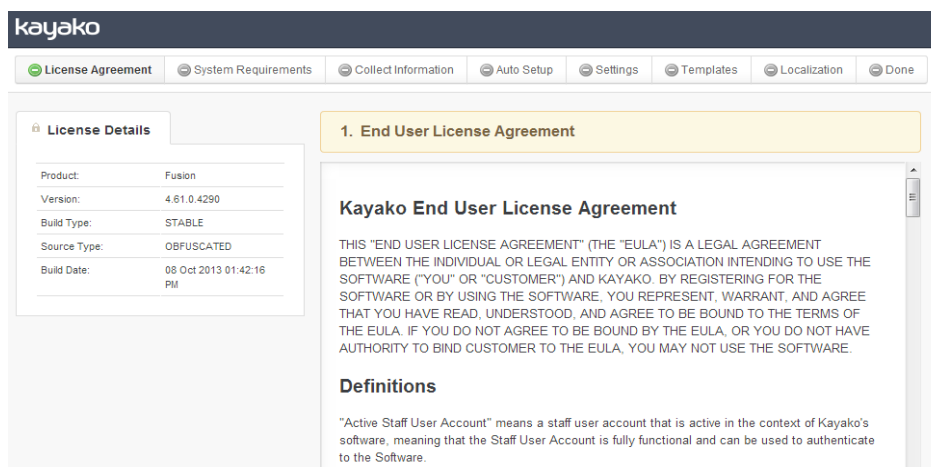 kayako
License Agreement System Requirements Collect Information Auto Setup Settings Templates Localization Done
License Details
Product: Fusion
Version: 4.61.0.4290
Build Type: STABLE
Source Type: OBFUSCATED
Build Date: 08 Oct 2013 01:42:16
PM
1. End User License Agreement
Kayako End User License Agreement
THIS "END USER LICENSE AGREEMENT" (THE "EULA") IS A LEGAL AGREEMENT
BETWEEN THE INDIVIDUAL OR LEGAL ENTITY OR ASSOCIATION INTENDING TO USE THE
SOFTWARE ("YOU" OR "CUSTOMER") AND KAYAKO. BY REGISTERING FOR THE
SOFTWARE OR BY USING THE SOFTWARE, YOU REPRESENT, WARRANT, AND AGREE
THAT YOU HAVE READ, UNDERSTOOD, AND AGREE TO BE BOUND TO THE TERMS OF
THE EULA. IF YOU DO NOT AGREE TO BE BOUND BY THE EULA, OR YOU DO NOT HAVE
AUTHORITY TO BIND CUSTOMER TO THE EULA, YOU MAY NOT USE THE SOFTWARE.
Definitions
"Active Staff User Account" means a staff user account that is active in the context of Kayako's
software, meaning that the Staff User Account is fully functional and can be used to authenticate
to the Software.